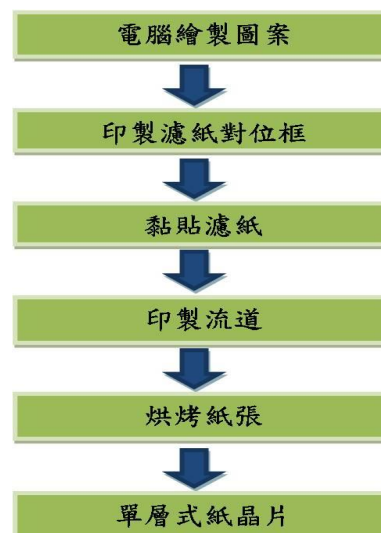 電腦繪製圖案
印製濾紙對位框
黏貼濾紙
印製流道
烘烤紙張
單層式紙晶片